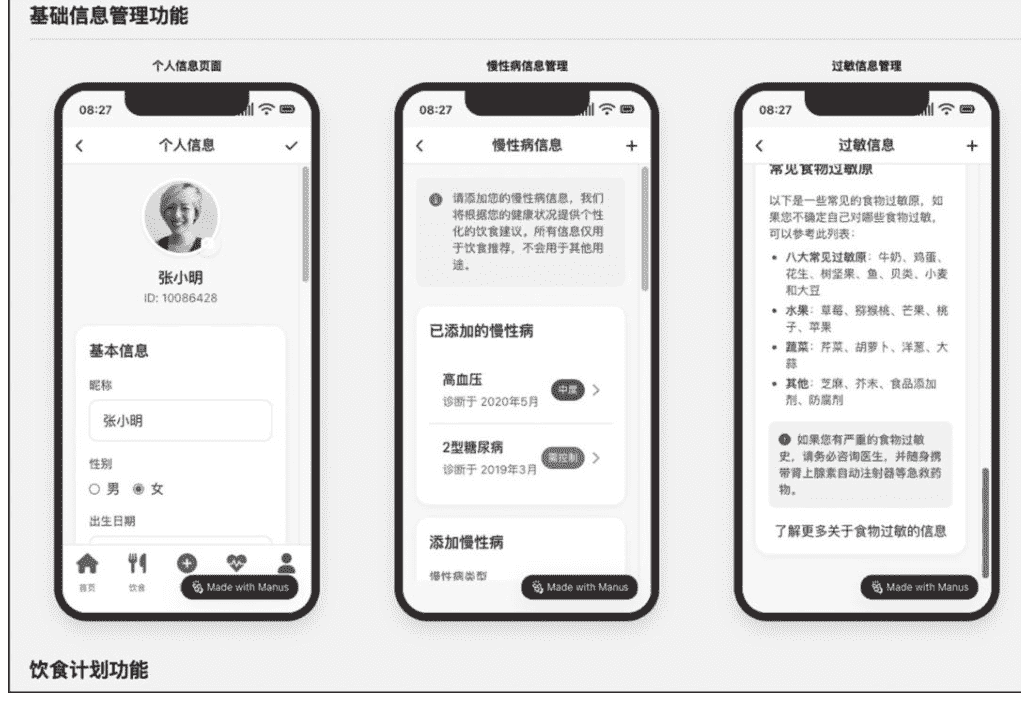 基础信息管理功能
个人信息页面
慢性病信息管理
过敏信息管理
08:27
个人信息
张小明
ID: 10086428
基本信息
昵称
张小明
性别
男
女
出生日期
首页
饮食
Made with Manus
08:27
慢性病信息
请添加您的慢性病信息，我们
将根据您的健康状况提供个性
化的饮食建议。所有信息仅用
于饮食推荐，不会用于其他用
途。
已添加的慢性病
高血压
诊断于 2020年5月
中度
2型糖尿病
诊断于 2019年3月
需控制
添加慢性病
慢性病类型
Made with Manus
08:27
过敏信息
常见食物过敏原
以下是一些常见的食物过敏原，如
果您不确定自己对哪些食物过敏，
可以参考此列表：
• 八大常见过敏原：牛奶、鸡蛋、
花生、树坚果、鱼、贝类、小麦
和大豆
• 水果：草莓、猕猴桃、芒果、桃
子、苹果
• 蔬菜：芹菜、胡萝卜、洋葱、大
蒜
• 其他：芝麻、芥末、食品添加
剂、防腐剂
如果您有严重的食物过敏
史，请务必咨询医生，并随身携
带肾上腺素自动注射器等急救药
物。
了解更多关于食物过敏的信息
Made with Manus
饮食计划功能